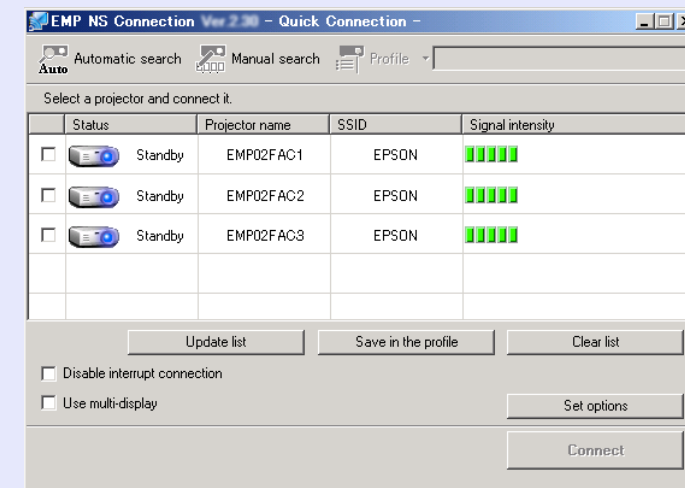 EMP NS Connection Ver 2.30 - Quick Connection -
Auto Automatic search Manual search Profile
Select a projector and connect it.
Status Projector name SSID Signal intensity
Standby EMP02FAC1 EPSON
Standby EMP02FAC2 EPSON
Standby EMP02FAC3 EPSON
Update list Save in the profile Clear list
Disable interrupt connection
Use multi-display
Set options
Connect